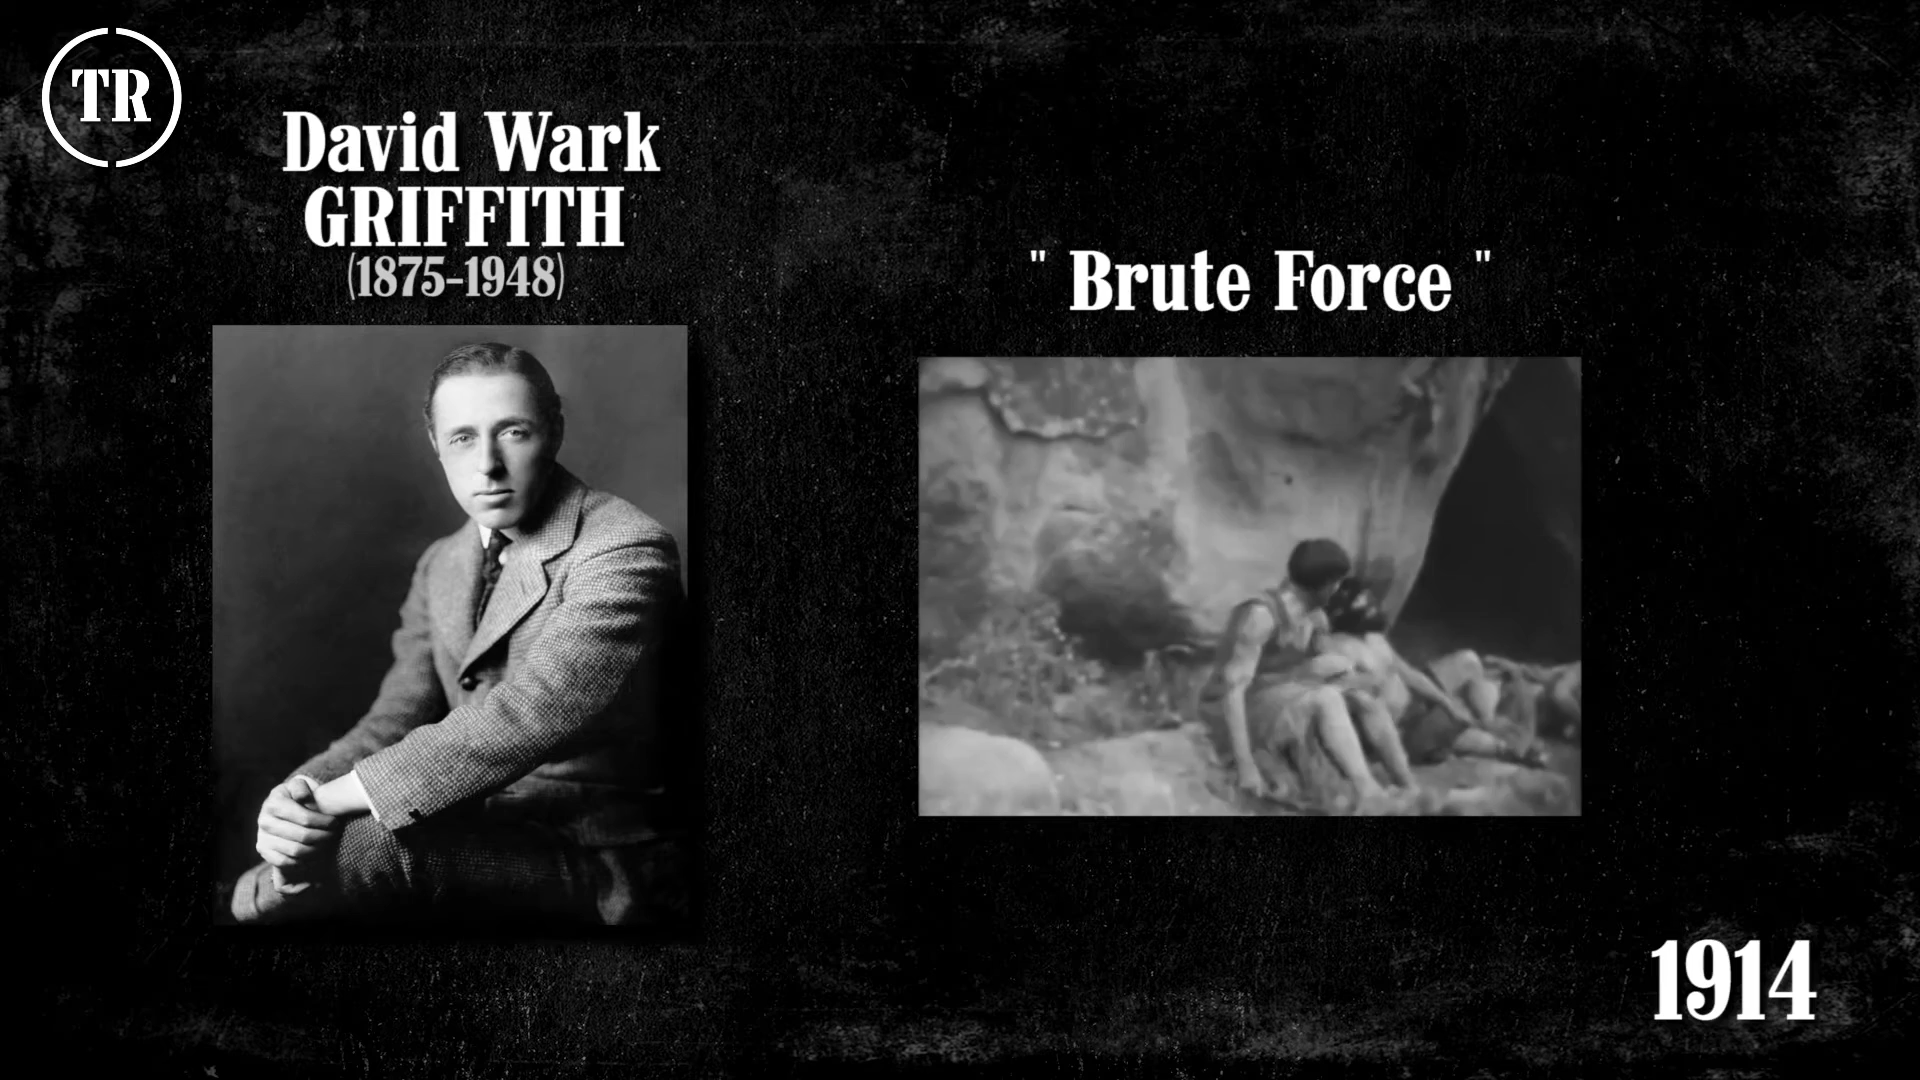 TR
David Wark
GRIFFITH
(1875-1948)
" Brute Force "
1914